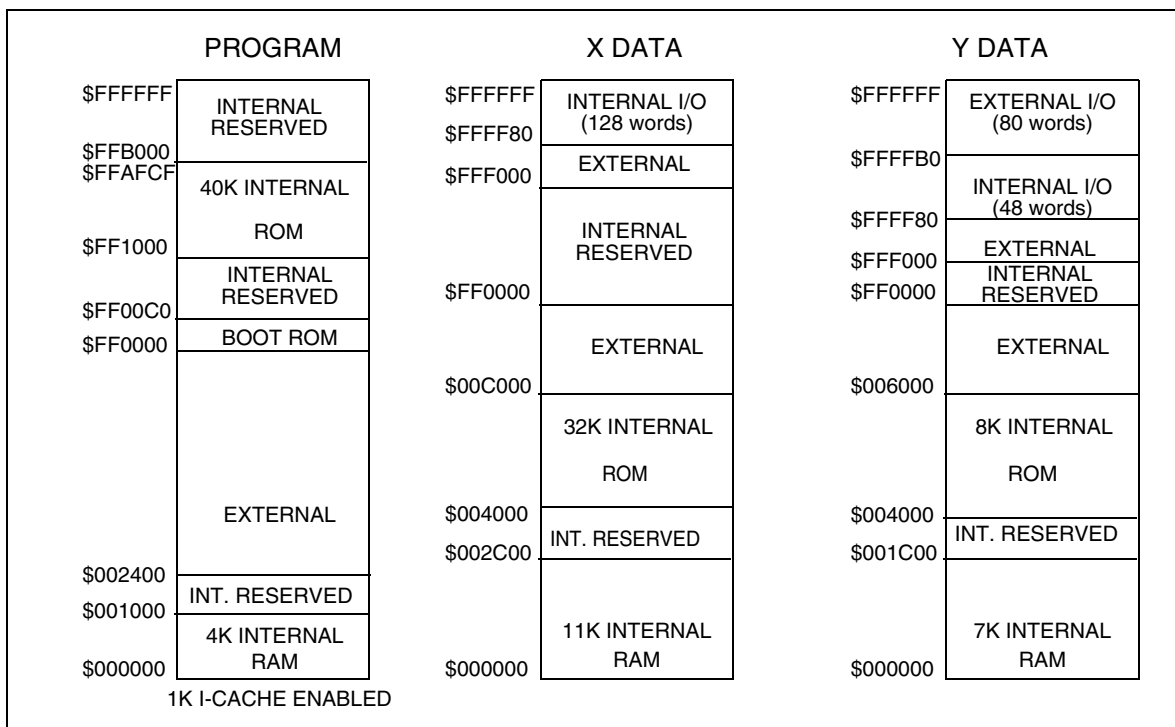 PROGRAM
$FFFFFF
INTERNAL
RESERVED
$FFB000
$FFAFCF
40K INTERNAL
ROM
$FF1000
INTERNAL
RESERVED
$FF00C0
BOOT ROM
$FF0000
EXTERNAL
$002400
INT. RESERVED
$001000
4K INTERNAL
RAM
$000000
1K I-CACHE ENABLED
X DATA
$FFFFFF
INTERNAL I/O
(128 words)
$FFFF80
EXTERNAL
$FFF000
INTERNAL
RESERVED
$FF0000
EXTERNAL
$00C000
32K INTERNAL
ROM
$004000
INT. RESERVED
$002C00
11K INTERNAL
RAM
$000000
Y DATA
$FFFFFF
EXTERNAL I/O
(80 words)
$FFFFB0
INTERNAL I/O
(48 words)
$FFFF80
EXTERNAL
$FFF000
INTERNAL
RESERVED
$FF0000
EXTERNAL
$006000
8K INTERNAL
ROM
$004000
INT. RESERVED
$001C00
7K INTERNAL
RAM
$000000